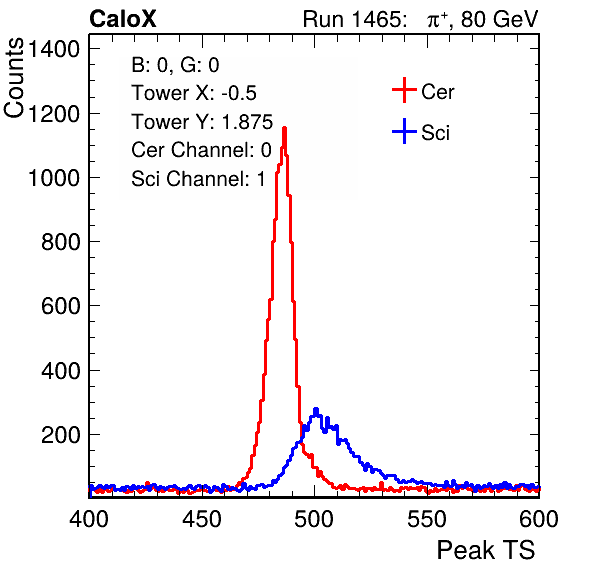 CaloX Run 1465: π⁺, 80 GeV
Counts
1400
1200
1000
800
600
400
200
B: 0, G: 0
Tower X: -0.5
Tower Y: 1.875
Cer Channel: 0
Sci Channel: 1
Cer
Sci
400 450 500 550 600
Peak TS